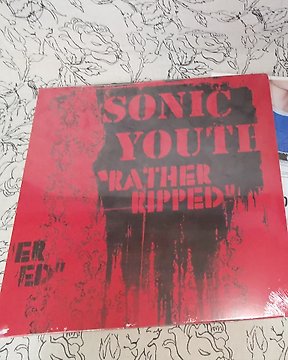 SONIC
YOUTH
"RATHER
RIPPED"
ER
ED"